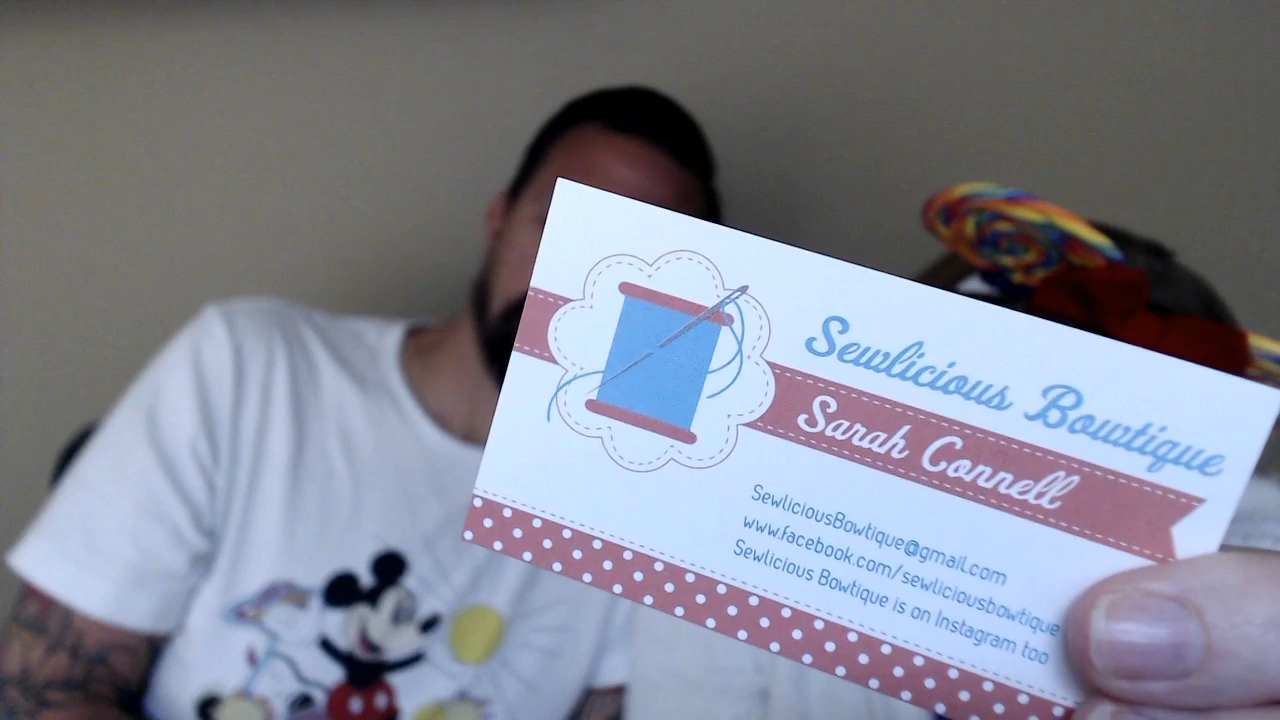 Sewlicious Bowtique
Sarah Connell
SewliciousBowtique@gmail.com
www.facebook.com/sewliciousbowtique
Sewlicious Bowtique is on Instagram too